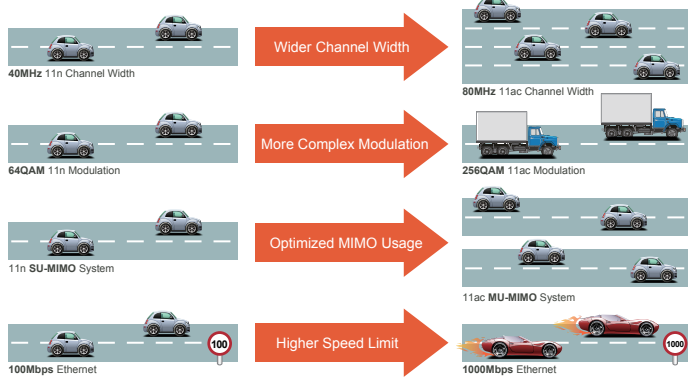 Wider Channel Width
40MHz 11n Channel Width
80MHz 11ac Channel Width
More Complex Modulation
64QAM 11n Modulation
256QAM 11ac Modulation
Optimized MIMO Usage
11n SU-MIMO System
11ac MU-MIMO System
100
Higher Speed Limit
1000
100Mbps Ethernet
1000Mbps Ethernet